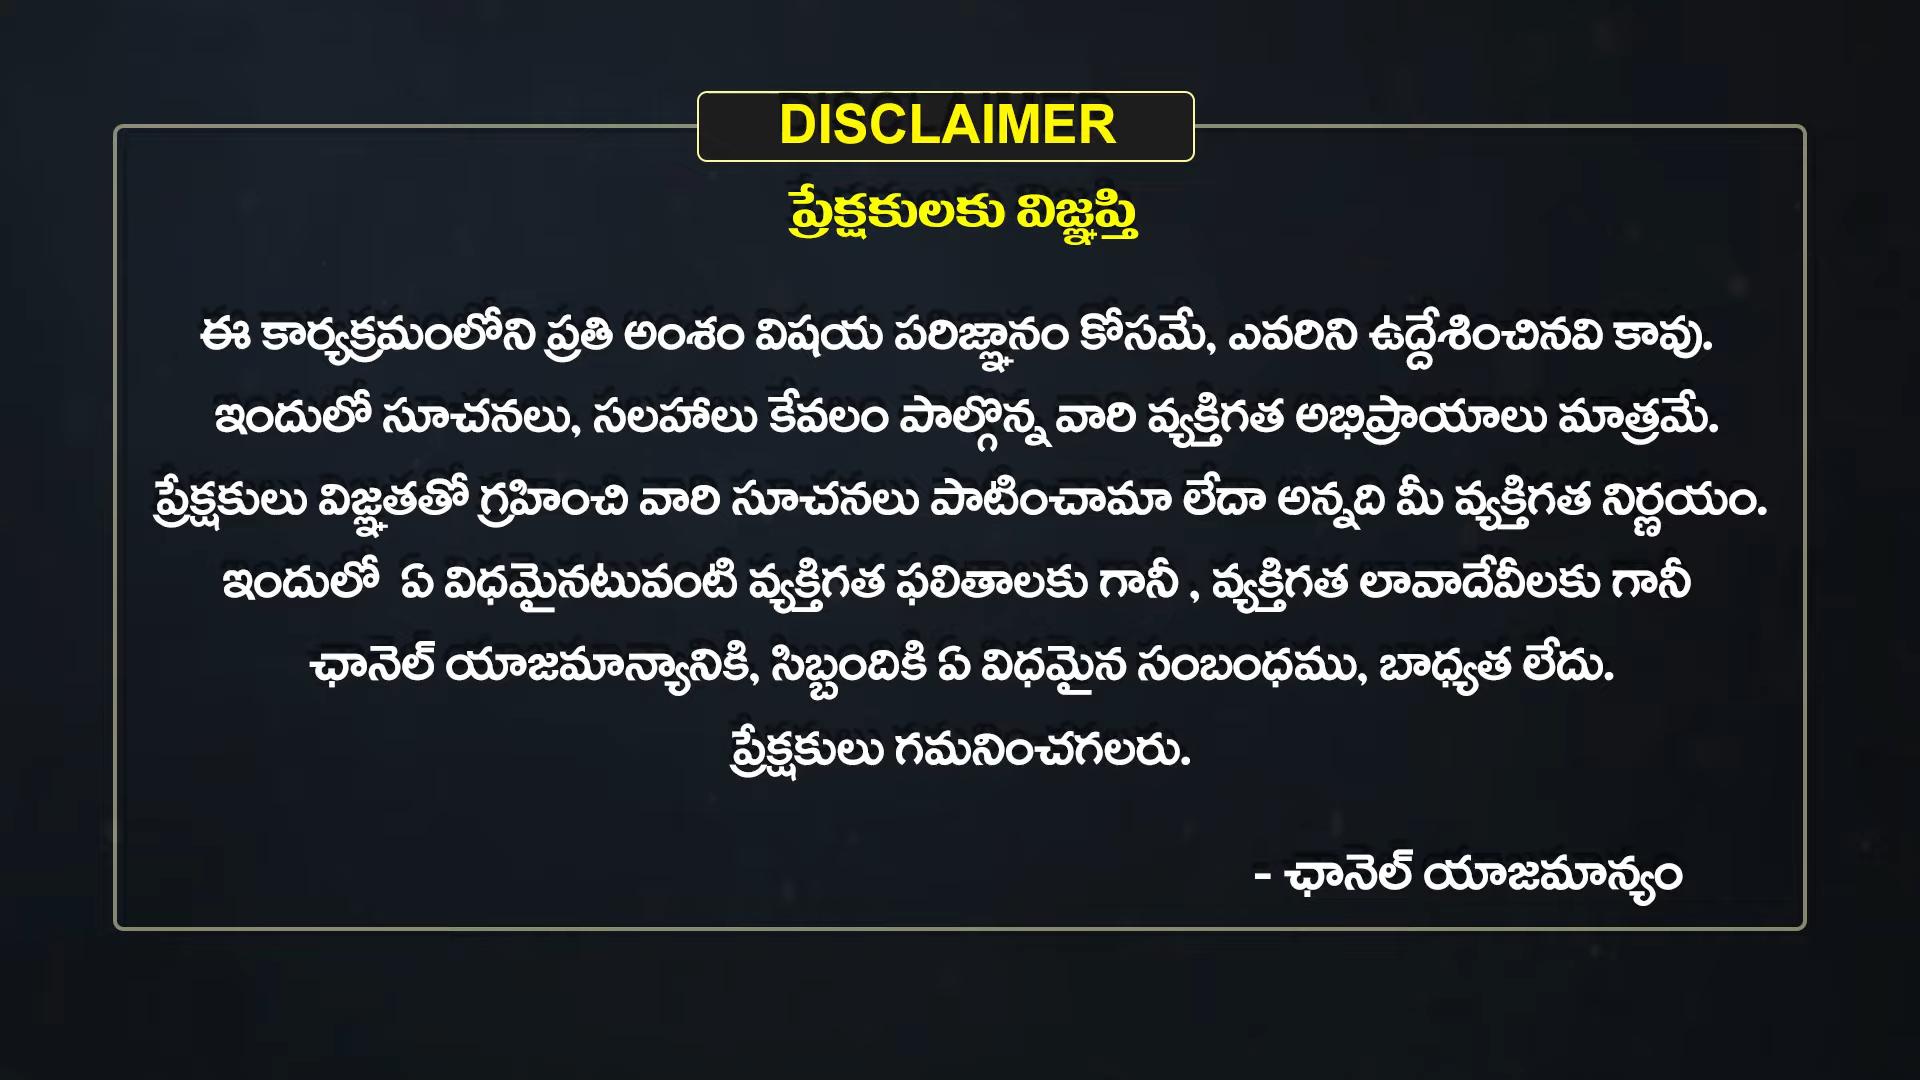 DISCLAIMER
ప్రేక్షకులకు విజ్ఞప్తి
ఈ కార్యక్రమంలోని ప్రతి అంశం విషయ పరిజ్ఞానం కోసమే, ఎవరిని ఉద్దేశించినవి కావు.
ఇందులో సూచనలు, సలహాలు కేవలం పాల్గొన్న వారి వ్యక్తిగత అభిప్రాయాలు మాత్రమే.
ప్రేక్షకులు విజ్ఞతతో గ్రహించి వారి సూచనలు పాటించామా లేదా అన్నది మీ వ్యక్తిగత నిర్ణయం.
ఇందులో ఏ విధమైనటువంటి వ్యక్తిగత ఫలితాలకు గానీ , వ్యక్తిగత లావాదేవీలకు గానీ
ఛానెల్ యాజమాన్యానికి, సిబ్బందికి ఏ విధమైన సంబంధము, బాధ్యత లేదు.
ప్రేక్షకులు గమనించగలరు.
- ఛానెల్ యాజమాన్యం